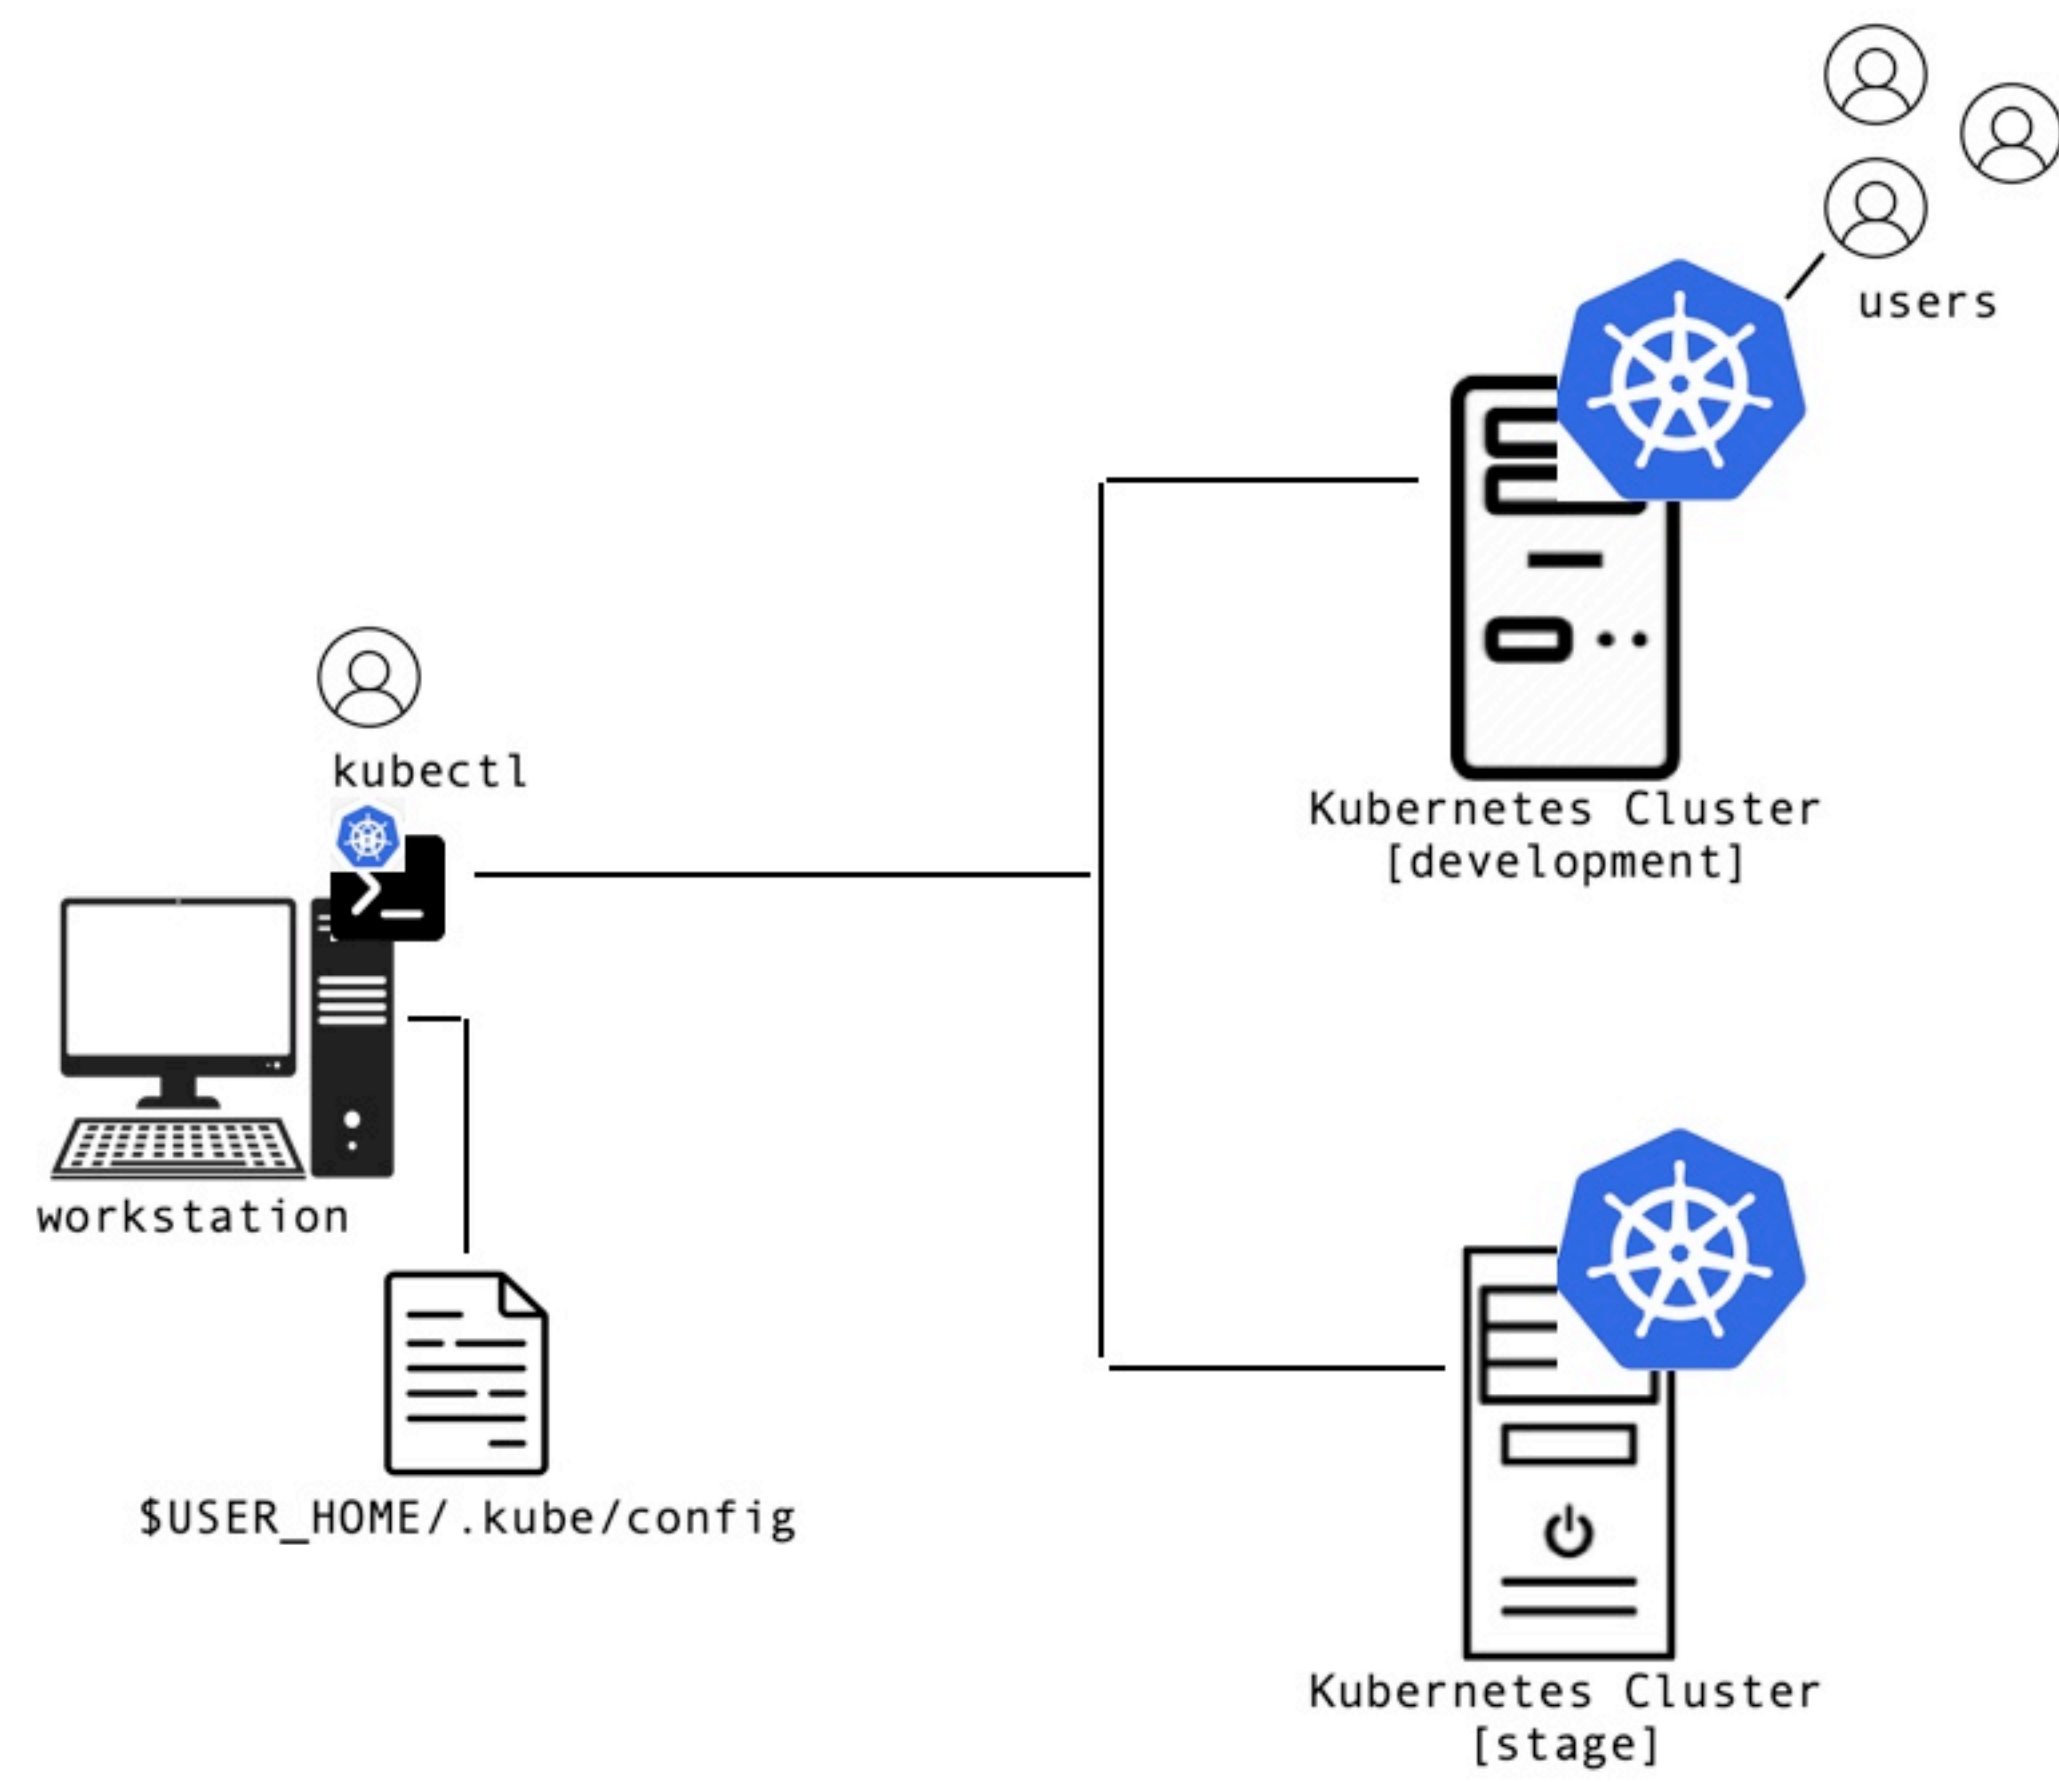 users
kubectl
Kubernetes Cluster
[development]
workstation
$USER_HOME/.kube/config
Kubernetes Cluster
[stage]